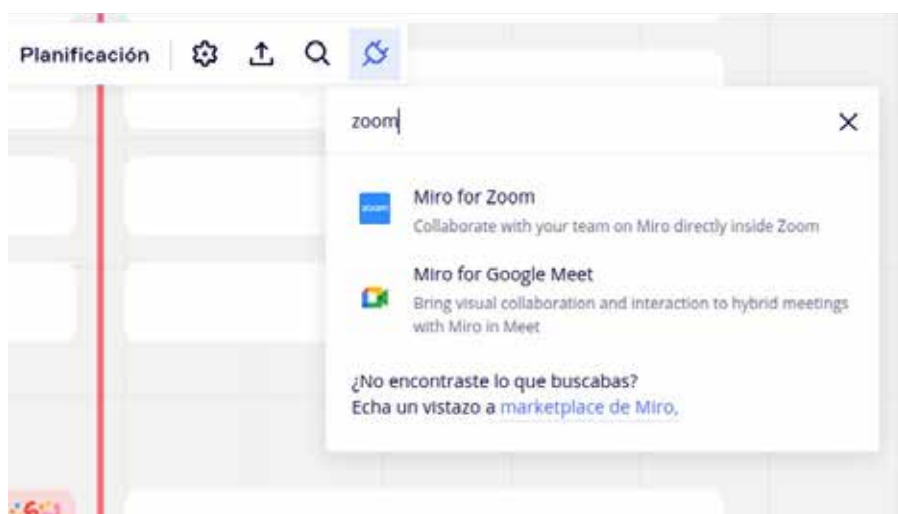 Planificación
zoom
Miro for Zoom
zoom
Collaborate with your team on Miro directly inside Zoom
Miro for Google Meet
Bring visual collaboration and interaction to hybrid meetings
with Miro in Meet
¿No encontraste lo que buscabas?
Echa un vistazo a marketplace de Miro,